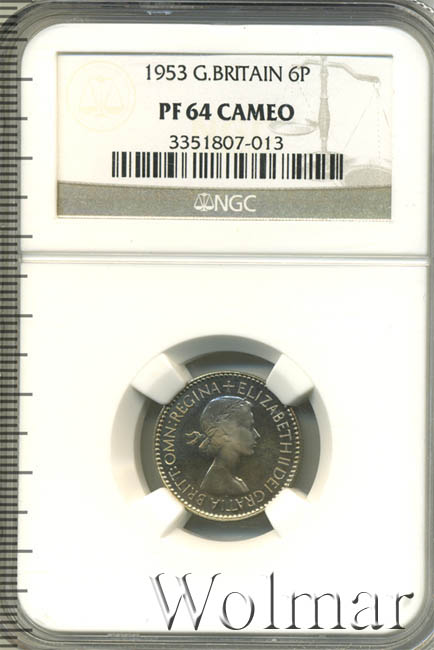 1953 G.BRITAIN 6P
PF 64 CAMEO
3351807-013
NGC
+ELIZABETH II DEI GRATIA BRITT:OMN:REGINA
Wolmar